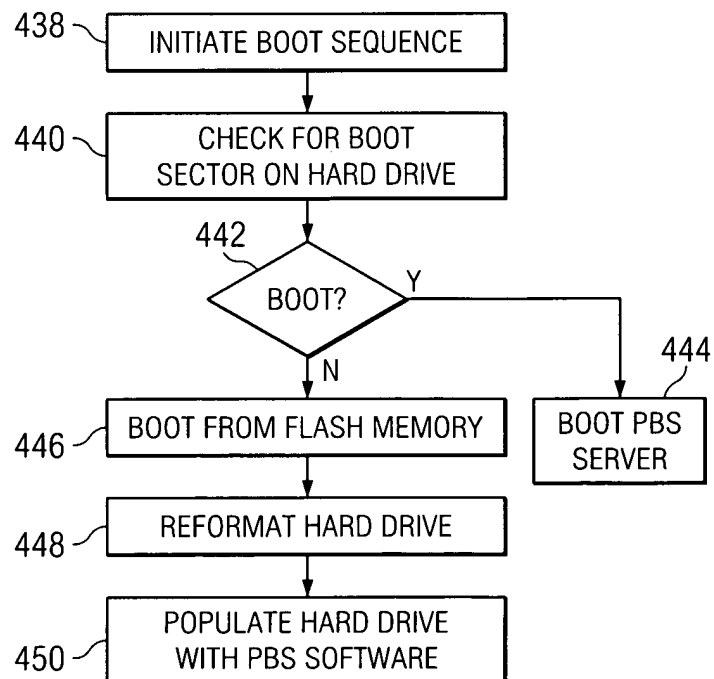 438
INITIATE BOOT SEQUENCE
440
CHECK FOR BOOT
SECTOR ON HARD DRIVE
442
BOOT?
Y
N
444
BOOT PBS
SERVER
446
BOOT FROM FLASH MEMORY
448
REFORMAT HARD DRIVE
450
POPULATE HARD DRIVE
WITH PBS SOFTWARE